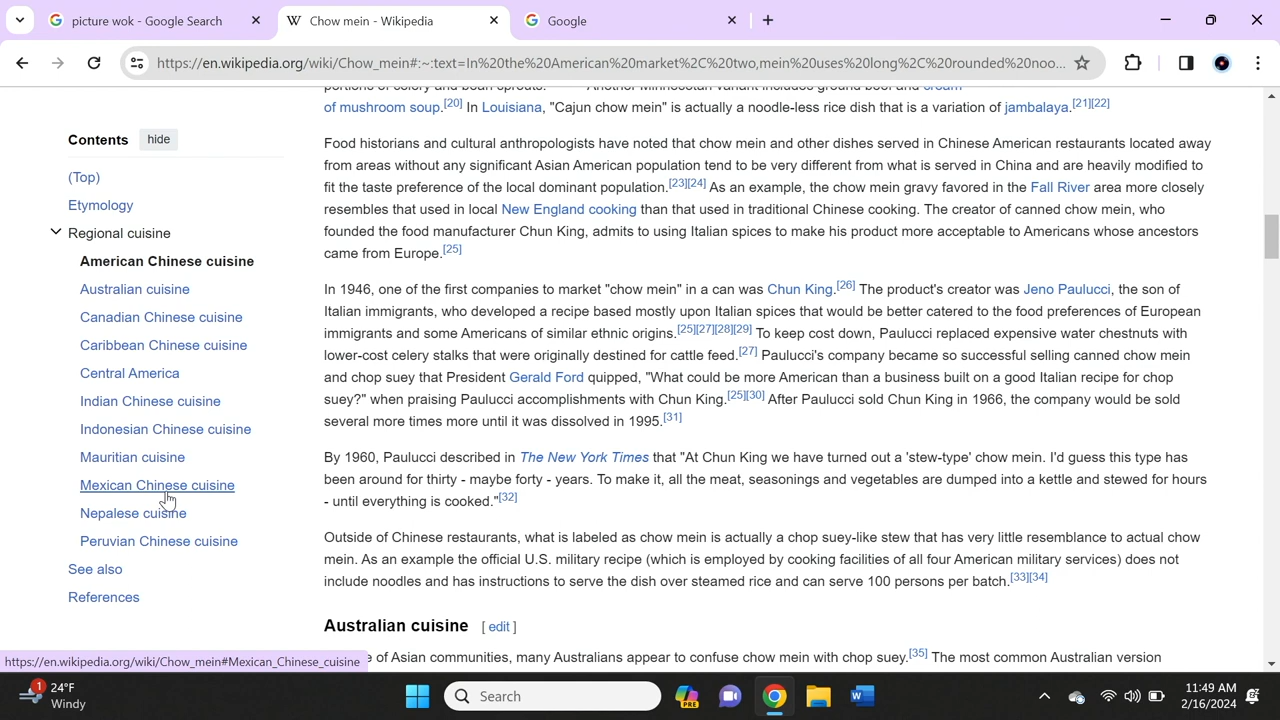 picture wok - Google Search
Chow mein - Wikipedia
Google
https://en.wikipedia.org/wiki/Chow_mein#:~:text=In%20the%20American%20market%2C%20two,mein%20uses%20long%2C%20rounded%20noo...
of mushroom soup.[20] In Louisiana, "Cajun chow mein" is actually a noodle-less rice dish that is a variation of jambalaya.[21][22]
Contents hide
(Top)
Etymology
Regional cuisine
American Chinese cuisine
Australian cuisine
Canadian Chinese cuisine
Caribbean Chinese cuisine
Central America
Indian Chinese cuisine
Indonesian Chinese cuisine
Mauritian cuisine
Mexican Chinese cuisine
Nepalese cuisine
Peruvian Chinese cuisine
See also
References
Food historians and cultural anthropologists have noted that chow mein and other dishes served in Chinese American restaurants located away
from areas without any significant Asian American population tend to be very different from what is served in China and are heavily modified to
fit the taste preference of the local dominant population.[23][24] As an example, the chow mein gravy favored in the Fall River area more closely
resembles that used in local New England cooking than that used in traditional Chinese cooking. The creator of canned chow mein, who
founded the food manufacturer Chun King, admits to using Italian spices to make his product more acceptable to Americans whose ancestors
came from Europe.[25]
In 1946, one of the first companies to market "chow mein" in a can was Chun King.[26] The product's creator was Jeno Paulucci, the son of
Italian immigrants, who developed a recipe based mostly upon Italian spices that would be better catered to the food preferences of European
immigrants and some Americans of similar ethnic origins.[25][27][28][29] To keep cost down, Paulucci replaced expensive water chestnuts with
lower-cost celery stalks that were originally destined for cattle feed.[27] Paulucci's company became so successful selling canned chow mein
and chop suey that President Gerald Ford quipped, "What could be more American than a business built on a good Italian recipe for chop
suey?" when praising Paulucci accomplishments with Chun King.[25][30] After Paulucci sold Chun King in 1966, the company would be sold
several more times more until it was dissolved in 1995.[31]
By 1960, Paulucci described in The New York Times that "At Chun King we have turned out a 'stew-type' chow mein. I'd guess this type has
been around for thirty - maybe forty - years. To make it, all the meat, seasonings and vegetables are dumped into a kettle and stewed for hours
- until everything is cooked."[32]
Outside of Chinese restaurants, what is labeled as chow mein is actually a chop suey-like stew that has very little resemblance to actual chow
mein. As an example the official U.S. military recipe (which is employed by cooking facilities of all four American military services) does not
include noodles and has instructions to serve the dish over steamed rice and can serve 100 persons per batch.[33][34]
Australian cuisine [ edit ]
of Asian communities, many Australians appear to confuse chow mein with chop suey.[35] The most common Australian version
https://en.wikipedia.org/wiki/Chow_mein#Mexican_Chinese_cuisine
1
24°F
Windy
Search
PRE
11:49 AM
2/16/2024